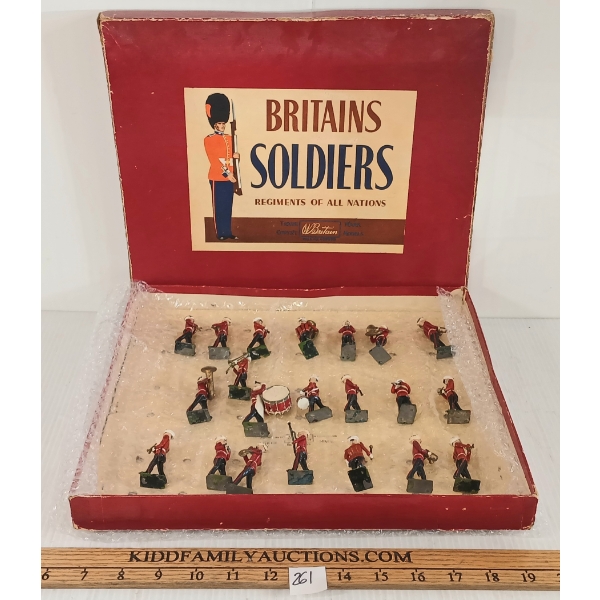 BRITAINS
SOLDIERS
REGIMENTS OF ALL NATIONS
Britain
KIDDFAMILYAUCTIONS.COM
6 7 8 9 10 11 12 261 14 15 16 17 18 19